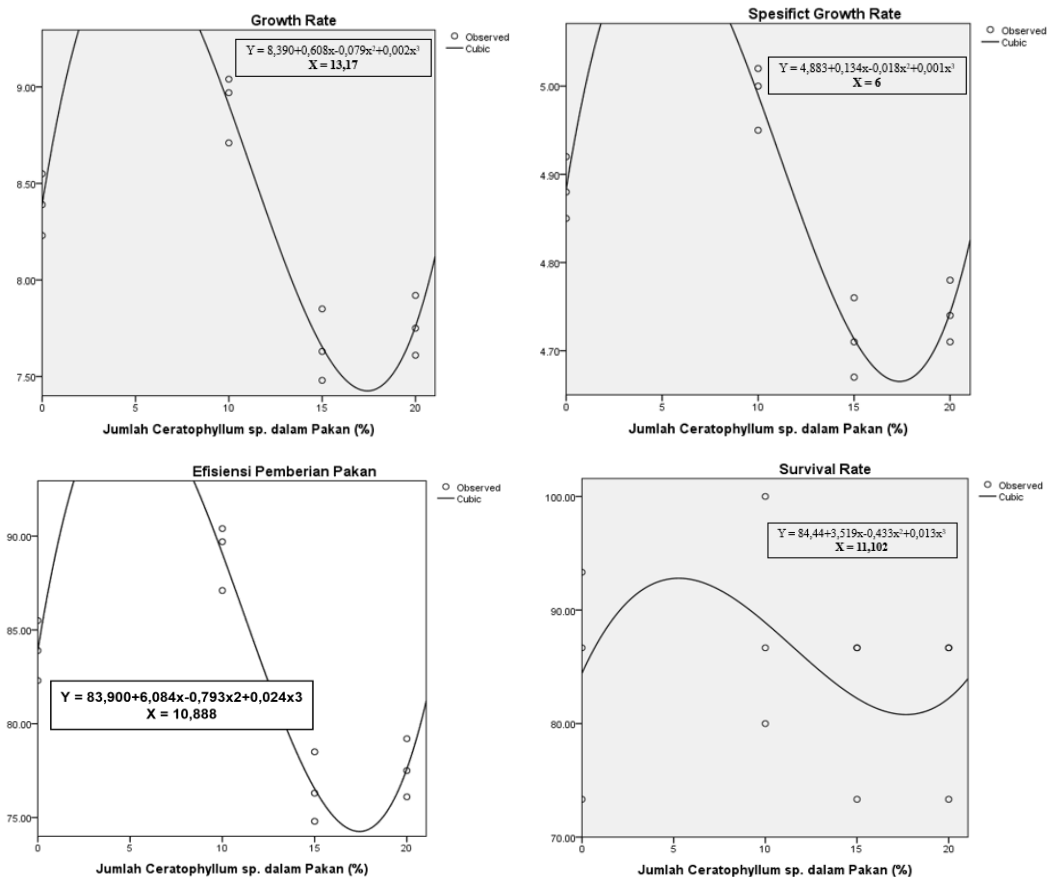 Growth Rate
Y = 8,390+0,608x-0,079x²+0,002x³
X = 13,17
Observed
Cubic
9.00
8.50
8.00
7.50
0 5 10 15 20
Jumlah Ceratophyllum sp. dalam Pakan (%)
Spesifict Growth Rate
Y = 4,883+0,134x-0,018x²+0,001x³
X = 6
Observed
Cubic
5.00
4.90
4.80
4.70
0 5 10 15 20
Jumlah Ceratophyllum sp. dalam Pakan (%)
Efisiensi Pemberian Pakan
Observed
Cubic
90.00
85.00
80.00
75.00
Y = 83,900+6,084x-0,793x2+0,024x3
X = 10,888
0 5 10 15 20
Jumlah Ceratophyllum sp. dalam Pakan (%)
Survival Rate
Observed
Cubic
Y = 84,44+3,519x-0,433x²+0,013x³
X = 11,102
100.00
90.00
80.00
70.00
0 5 10 15 20
Jumlah Ceratophyllum sp. dalam Pakan (%)